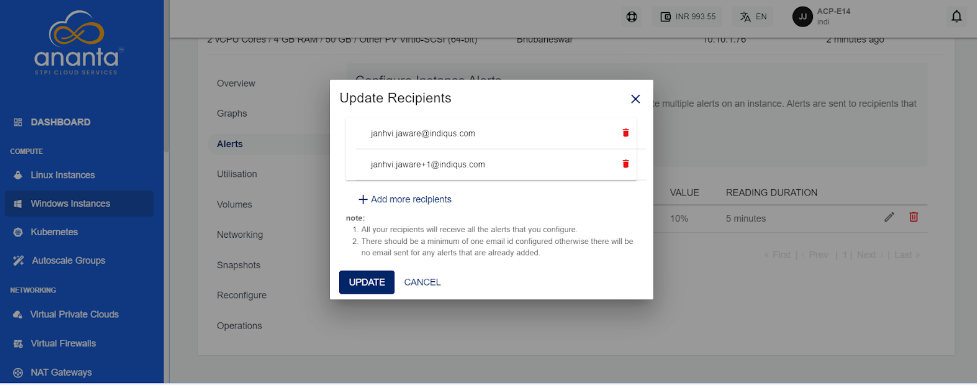 ananta
STPI CLOUD SERVICES
DASHBOARD
COMPUTE
Linux Instances
Windows Instances
Kubernetes
Autoscale Groups
NETWORKING
Virtual Private Clouds
Virtual Firewalls
NAT Gateways
INR 993.55
EN
JJ
ACP-E14
indi
2 vCPU Cores / 4 GB RAM / 50 GB / Other PV Virtio-SCSI (64-bit)
Bhubaneswar
10.10.1.76
2 minutes ago
Overview
Graphs
Alerts
Utilisation
Volumes
Networking
Snapshots
Reconfigure
Operations
Configure Instance Alerts
multiple alerts on an instance. Alerts are sent to recipients that
VALUE
READING DURATION
10%
5 minutes
« First | ‹ Prev | 1 | Next › | Last »
Update Recipients
janhvi.jaware@indiqus.com
janhvi.jaware+1@indiqus.com
+ Add more recipients
note:
1. All your recipients will receive all the alerts that you configure.
2. There should be a minimum of one email id configured otherwise there will be
no email sent for any alerts that are already added.
UPDATE
CANCEL